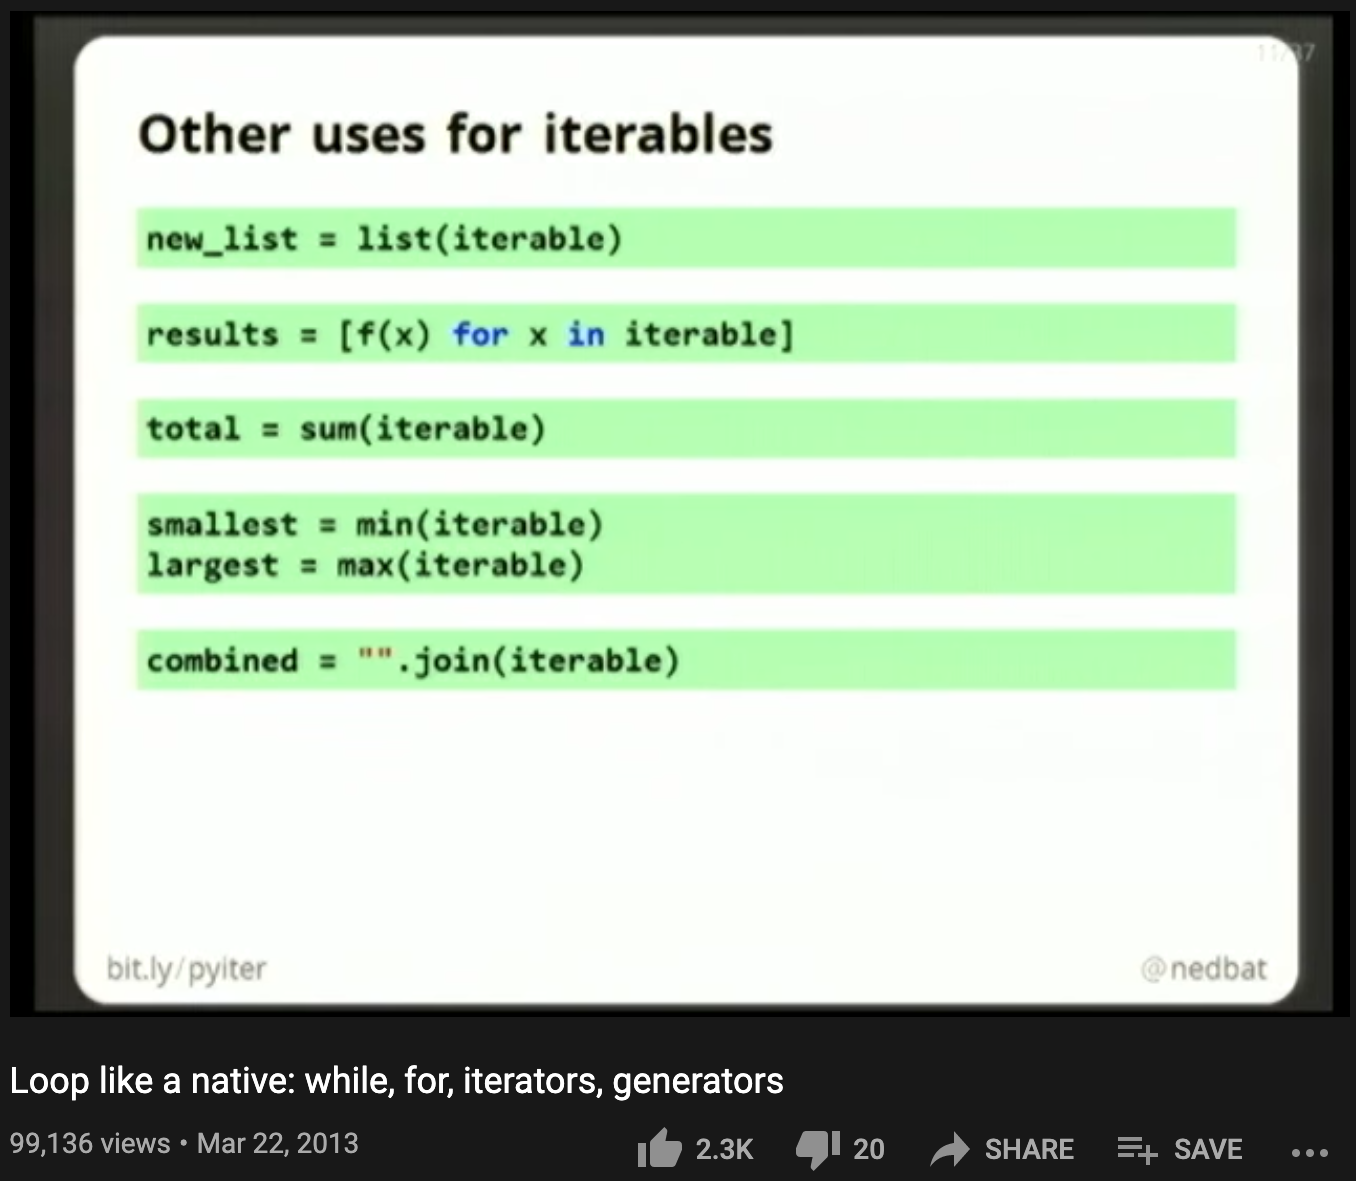 11/37
Other uses for iterables
new_list = list(iterable)
results = [f(x) for x in iterable]
total = sum(iterable)
smallest = min(iterable)
largest = max(iterable)
combined = "".join(iterable)
bit.ly/pyiter
@nedbat
Loop like a native: while, for, iterators, generators
99,136 views • Mar 22, 2013
2.3K
20
SHARE
SAVE